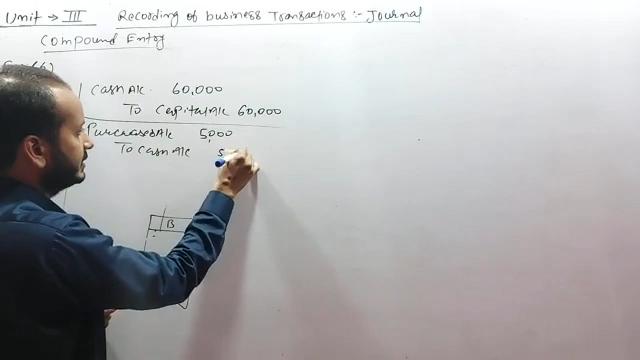 Unit → III Recording of business Transactions :- Journal
Compound Entry
Cash A/c 60,000
To Capital A/c 60,000
Purchased A/c 5,000
To Cash A/c 5
B